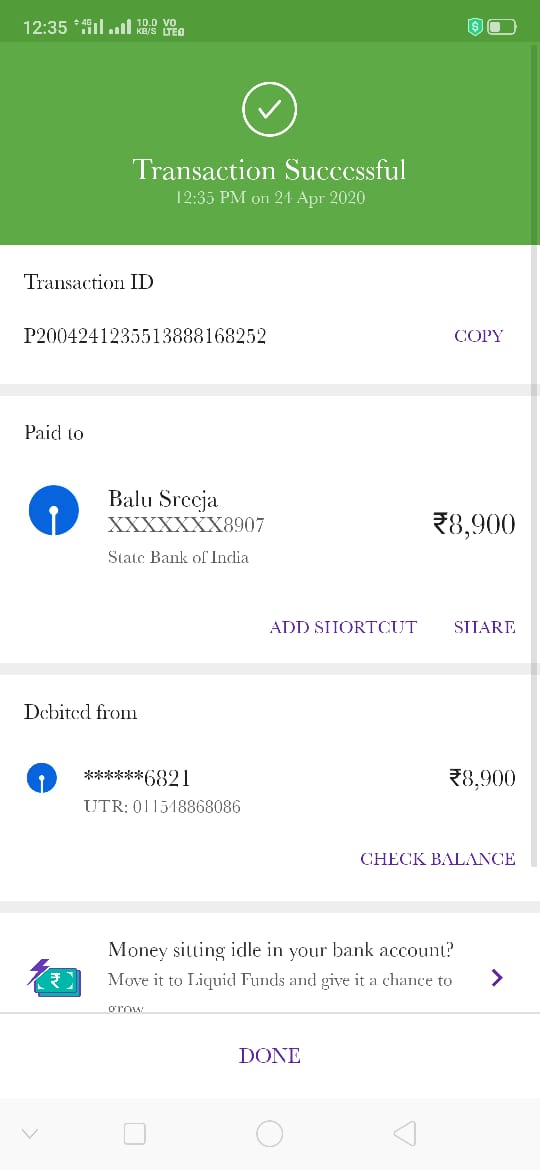 12:35 4G 10.0 KB/S VO LTE
Transaction Successful
12:35 PM on 24 Apr 2020
Transaction ID
P2004241235513888168252
COPY
Paid to
Balu Sreeja
XXXXXXX8907
₹8,900
State Bank of India
ADD SHORTCUT SHARE
Debited from
******6821
₹8,900
UTR: 011548868086
CHECK BALANCE
Money sitting idle in your bank account?
Move it to Liquid Funds and give it a chance to
grow
DONE